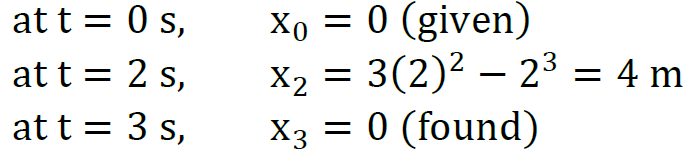 at t = 0 s, x₀ = 0 (given)
at t = 2 s, x₂ = 3(2)² − 2³ = 4 m
at t = 3 s, x₃ = 0 (found)